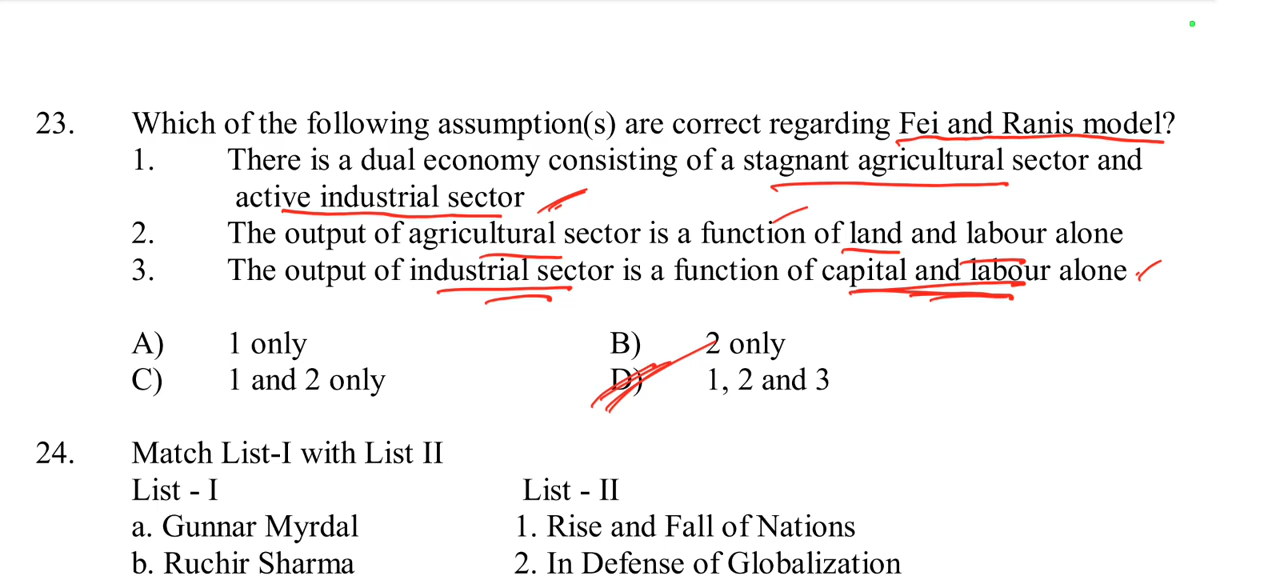 23. Which of the following assumption(s) are correct regarding Fei and Ranis model?
1. There is a dual economy consisting of a stagnant agricultural sector and
active industrial sector
2. The output of agricultural sector is a function of land and labour alone
3. The output of industrial sector is a function of capital and labour alone
A) 1 only B) 2 only
C) 1 and 2 only D) 1, 2 and 3
24. Match List-I with List II
List - I List - II
a. Gunnar Myrdal 1. Rise and Fall of Nations
b. Ruchir Sharma 2. In Defense of Globalization